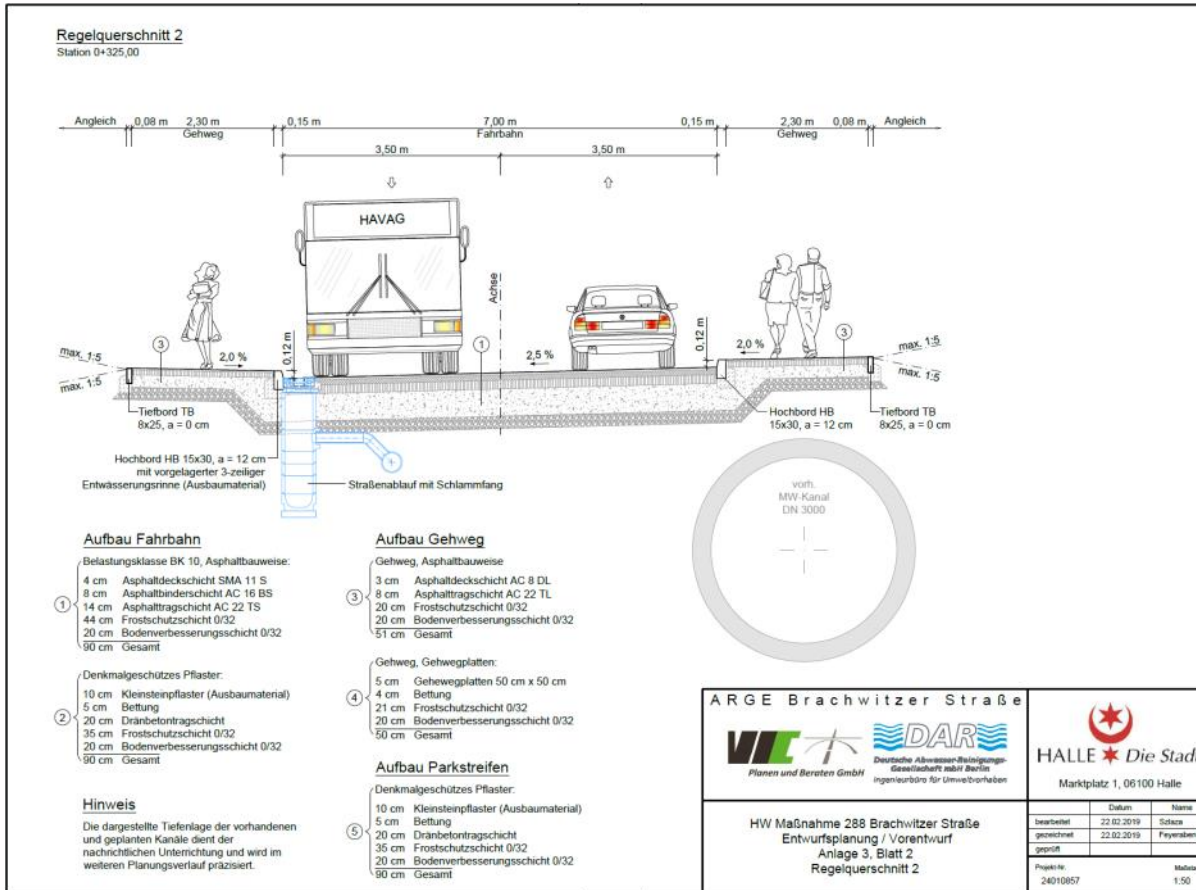 Regelquerschnitt 2
Station 0+325,00
Angleich 0,08 m 2,30 m 0,15 m 7,00 m 0,15 m 2,30 m 0,08 m Angleich
Gehweg Fahrbahn Gehweg
3,50 m 3,50 m
HAVAG
Achse
max. 1:5
max. 1:5
3
2,0 %
0,12 m
1
2,5 %
0,12 m
2,0 %
3
max. 1:5
max. 1:5
Tiefbord TB
8x25, a = 0 cm
Hochbord HB 15x30, a = 12 cm
mit vorgelagerter 3-zeiliger
Entwässerungsrinne (Ausbaumaterial)
Straßenablauf mit Schlammfang
Hochbord HB
15x30, a = 12 cm
Tiefbord TB
8x25, a = 0 cm
vorh.
MW-Kanal
DN 3000
Aufbau Fahrbahn
Belastungsklasse BK 10, Asphaltbauweise:
1
4 cm Asphaltdeckschicht SMA 11 S
8 cm Asphaltbinderschicht AC 16 BS
14 cm Asphalttragschicht AC 22 TS
44 cm Frostschutzschicht 0/32
20 cm Bodenverbesserungsschicht 0/32
90 cm Gesamt
Denkmalgeschützes Pflaster:
2
10 cm Kleinsteinpflaster (Ausbaumaterial)
5 cm Bettung
20 cm Dränbetontragschicht
35 cm Frostschutzschicht 0/32
20 cm Bodenverbesserungsschicht 0/32
90 cm Gesamt
Hinweis
Die dargestellte Tiefenlage der vorhandenen
und geplanten Kanäle dient der
nachrichtlichen Unterrichtung und wird im
weiteren Planungsverlauf präzisiert.
Aufbau Gehweg
Gehweg, Asphaltbauweise
3
3 cm Asphaltdeckschicht AC 8 DL
8 cm Asphalttragschicht AC 22 TL
20 cm Frostschutzschicht 0/32
20 cm Bodenverbesserungsschicht 0/32
51 cm Gesamt
Gehweg, Gehwegplatten:
4
5 cm Gehewegplatten 50 cm x 50 cm
4 cm Bettung
21 cm Frostschutzschicht 0/32
20 cm Bodenverbesserungsschicht 0/32
50 cm Gesamt
Aufbau Parkstreifen
Denkmalgeschützes Pflaster:
5
10 cm Kleinsteinpflaster (Ausbaumaterial)
5 cm Bettung
20 cm Dränbetontragschicht
35 cm Frostschutzschicht 0/32
20 cm Bodenverbesserungsschicht 0/32
90 cm Gesamt
ARGE Brachwitzer Straße
VIC
Planen und Beraten GmbH
DAR
Deutsche Abwasser-Reinigungs-
Gesellschaft mbH Berlin
Ingenieurbüro für Umweltvorhaben
HALLE Die Stadt
Marktplatz 1, 06100 Halle
HW Maßnahme 288 Brachwitzer Straße
Entwurfsplanung / Vorentwurf
Anlage 3, Blatt 2
Regelquerschnitt 2
Datum Name
bearbeitet 22.02.2019
gezeichnet 22.02.2019
geprüft
Projekt-Nr.
24010857 1:50